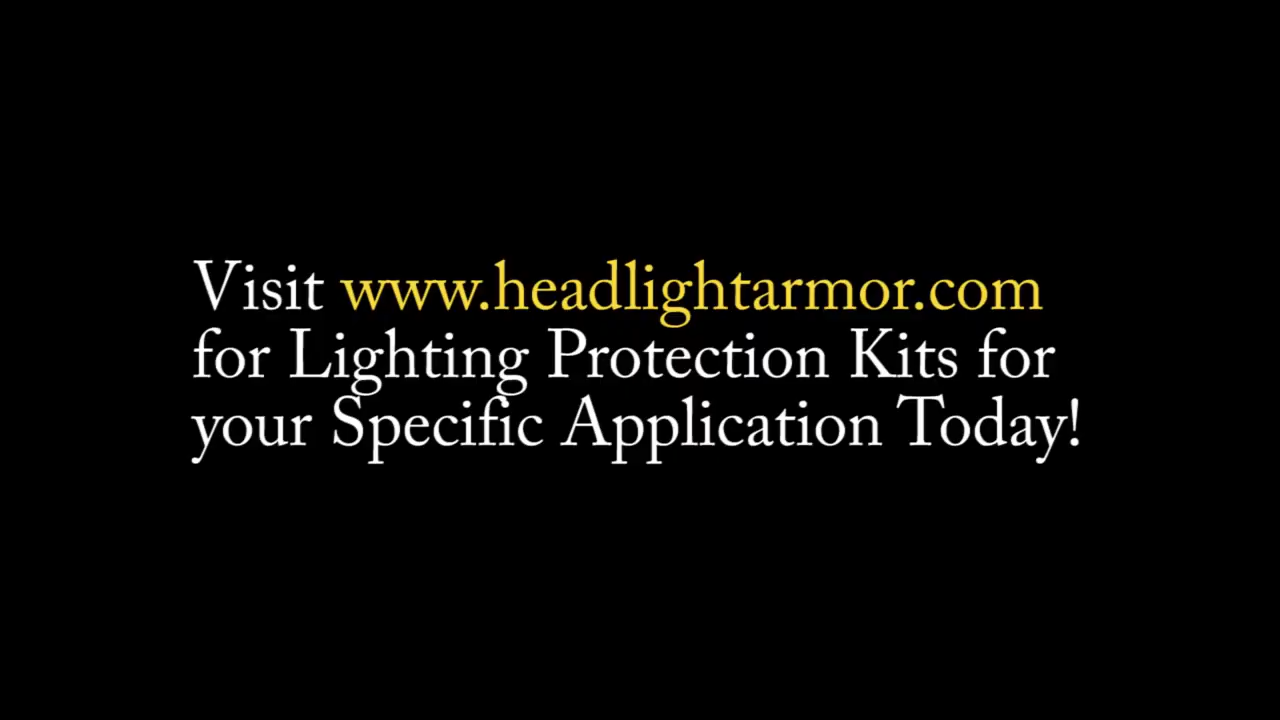 Visit www.headlightarmor.com
for Lighting Protection Kits for
your Specific Application Today!